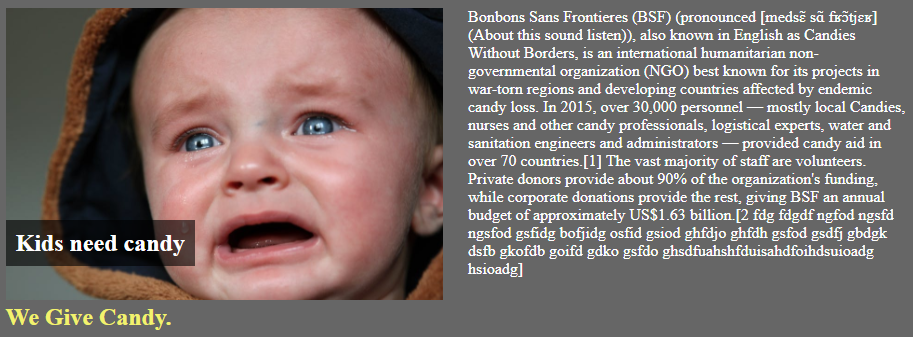 Kids need candy
We Give Candy.
Bonbons Sans Frontieres (BSF) (pronounced [medsɛ̃ sɑ̃ fʁɔ̃tjɛʁ]
(About this sound listen)), also known in English as Candies
Without Borders, is an international humanitarian non-
governmental organization (NGO) best known for its projects in
war-torn regions and developing countries affected by endemic
candy loss. In 2015, over 30,000 personnel — mostly local Candies,
nurses and other candy professionals, logistical experts, water and
sanitation engineers and administrators — provided candy aid in
over 70 countries.[1] The vast majority of staff are volunteers.
Private donors provide about 90% of the organization's funding,
while corporate donations provide the rest, giving BSF an annual
budget of approximately US$1.63 billion.[2 fdg fdgdf ngfod ngsfd
ngsfod gsfidg bofjidg osfid gsiod ghfdjo ghfdh gsfod gsdfj gbdgk
dsfb gkofdb goifd gdko gsfdo ghsdfuahshfduisahdfoihdsuioadg
hsioadg]